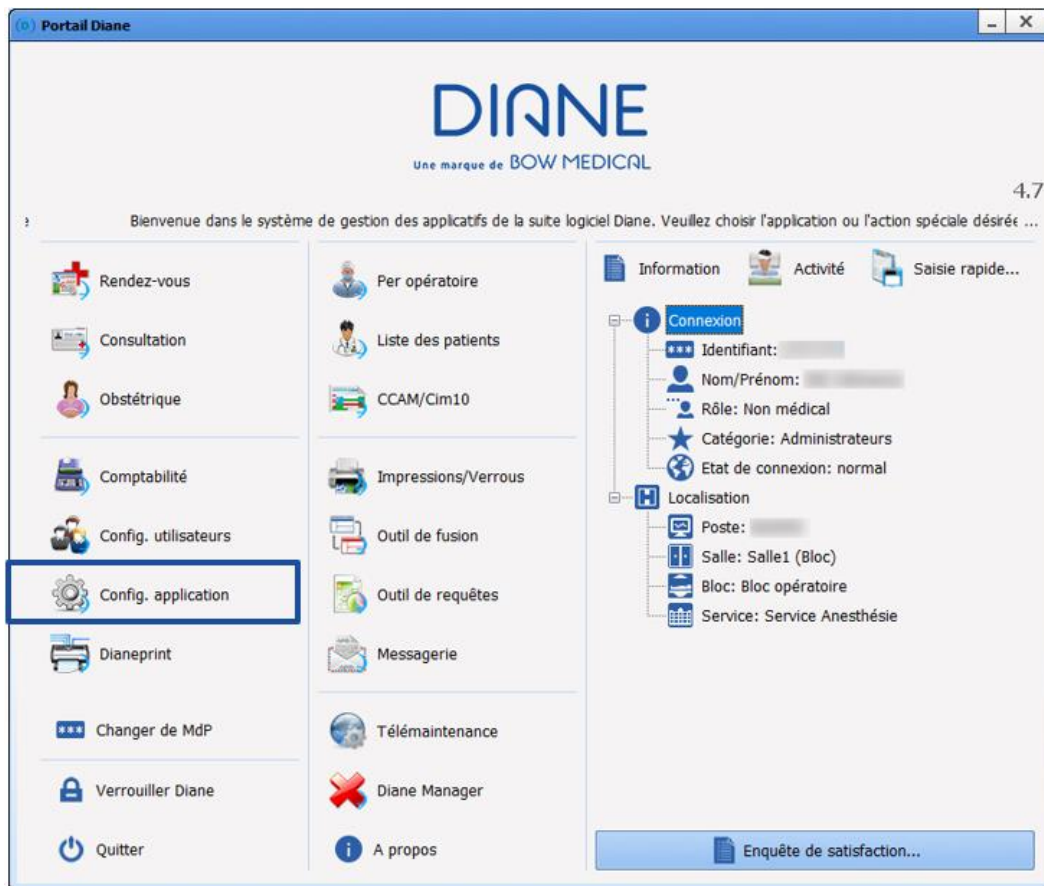 Portail Diane
DIANE
Une marque de BOW MEDICAL
4.7
e Bienvenue dans le système de gestion des applicatifs de la suite logiciel Diane. Veuillez choisir l'application ou l'action spéciale désirée ...
Rendez-vous
Consultation
Obstétrique
Comptabilité
Config. utilisateurs
Config. application
Dianeprint
Changer de MdP
Verrouiller Diane
Quitter
Per opératoire
Liste des patients
CCAM/Cim10
Impressions/Verrous
Outil de fusion
Outil de requêtes
Messagerie
Télémaintenance
Diane Manager
A propos
Information Activité Saisie rapide...
Connexion
Identifiant:
Nom/Prénom:
Rôle: Non médical
Catégorie: Administrateurs
Etat de connexion: normal
Localisation
Poste:
Salle: Salle1 (Bloc)
Bloc: Bloc opératoire
Service: Service Anesthésie
Enquête de satisfaction...